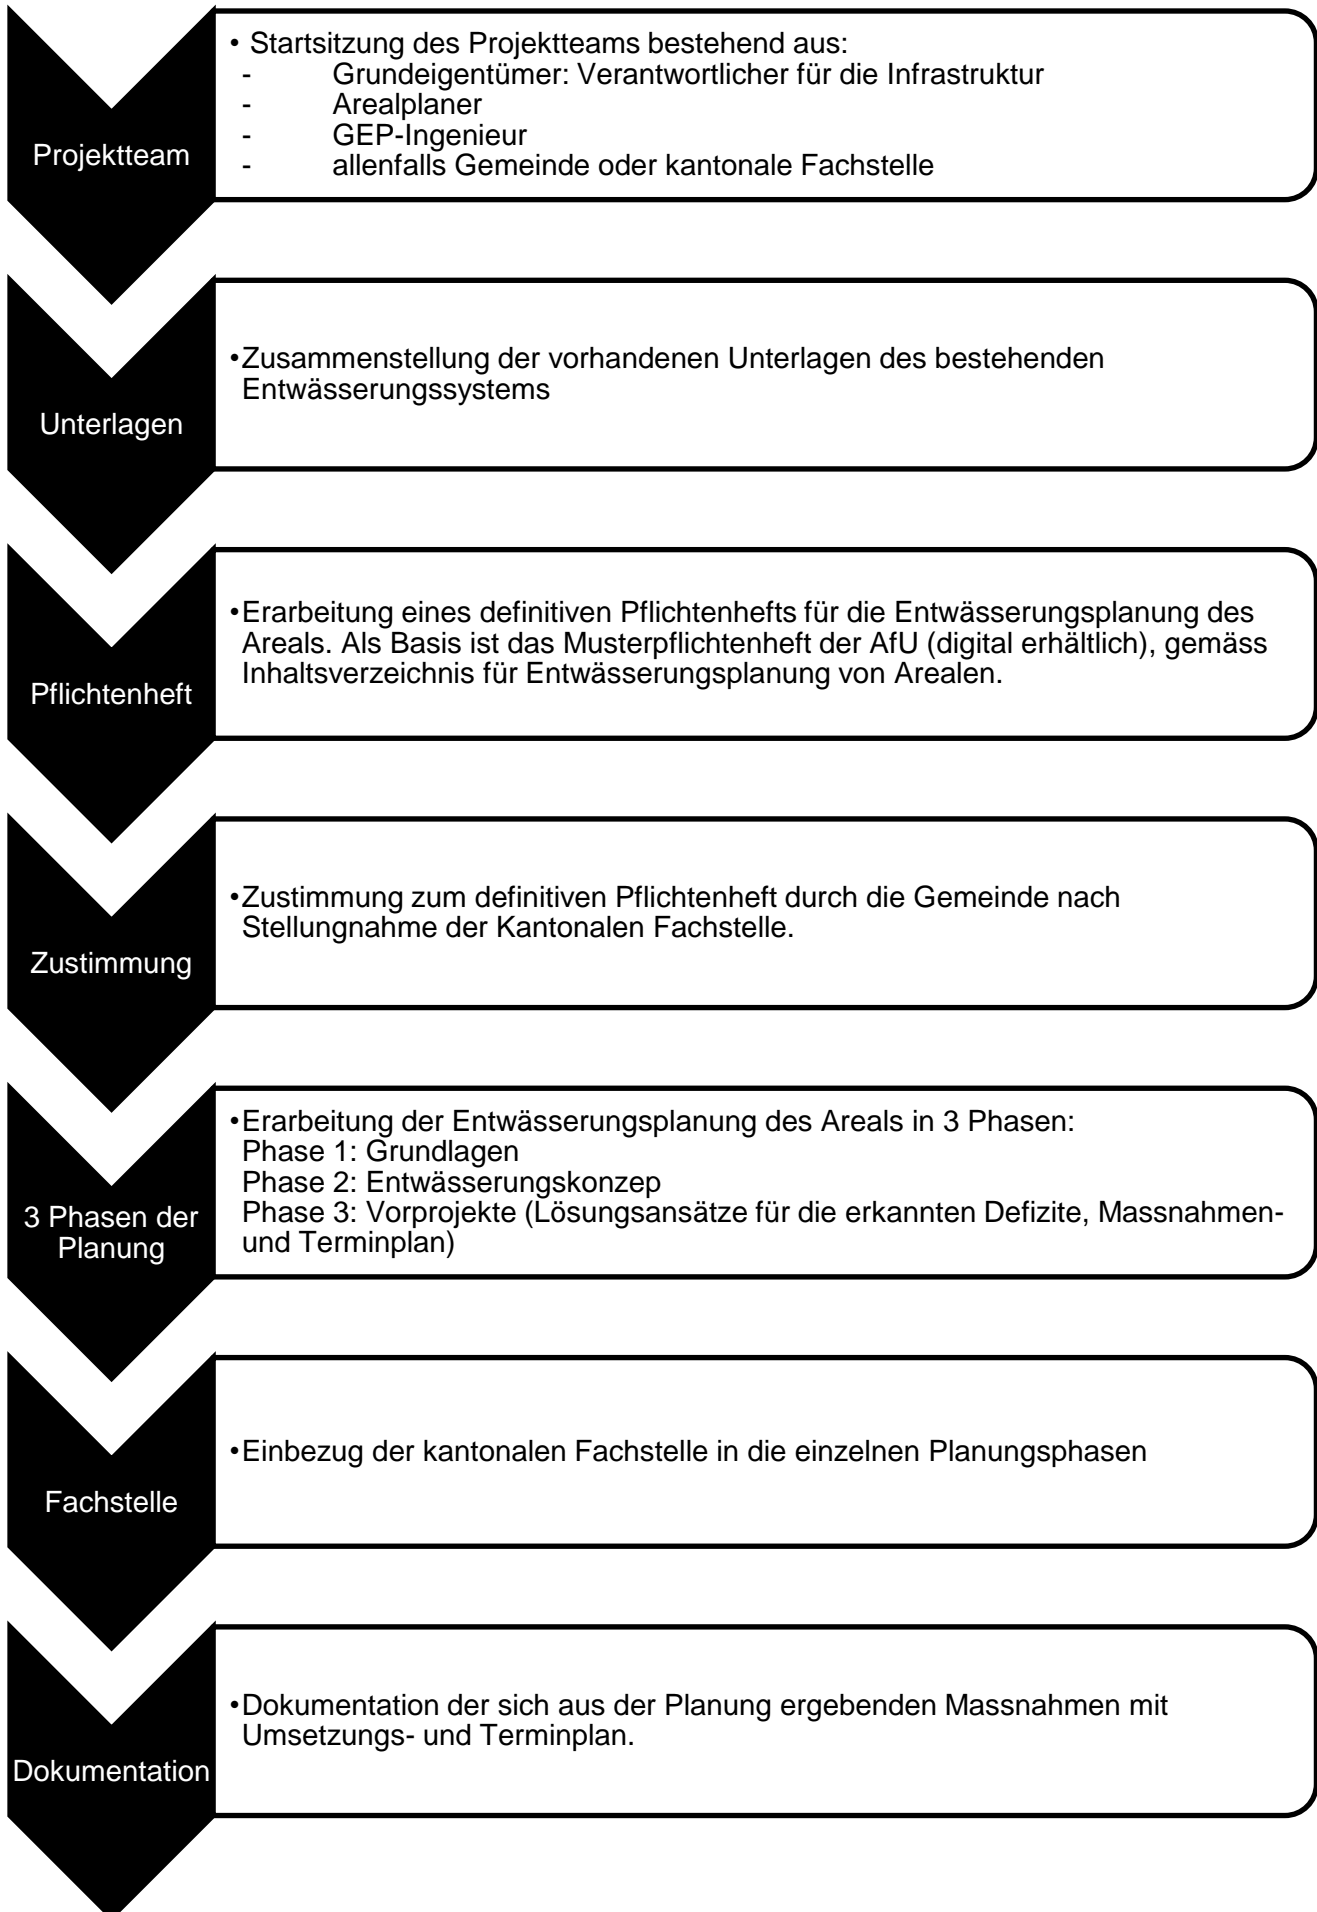 Projektteam
• Startsitzung des Projektteams bestehend aus:
- Grundeigentümer: Verantwortlicher für die Infrastruktur
- Arealplaner
- GEP-Ingenieur
- allenfalls Gemeinde oder kantonale Fachstelle
Unterlagen
•Zusammenstellung der vorhandenen Unterlagen des bestehenden
Entwässerungssystems
Pflichtenheft
•Erarbeitung eines definitiven Pflichtenhefts für die Entwässerungsplanung des
Areals. Als Basis ist das Musterpflichtenheft der AfU (digital erhältlich), gemäss
Inhaltsverzeichnis für Entwässerungsplanung von Arealen.
Zustimmung
•Zustimmung zum definitiven Pflichtenheft durch die Gemeinde nach
Stellungnahme der Kantonalen Fachstelle.
3 Phasen der
Planung
•Erarbeitung der Entwässerungsplanung des Areals in 3 Phasen:
Phase 1: Grundlagen
Phase 2: Entwässerungskonzep
Phase 3: Vorprojekte (Lösungsansätze für die erkannten Defizite, Massnahmen-
und Terminplan)
Fachstelle
•Einbezug der kantonalen Fachstelle in die einzelnen Planungsphasen
Dokumentation
•Dokumentation der sich aus der Planung ergebenden Massnahmen mit
Umsetzungs- und Terminplan.